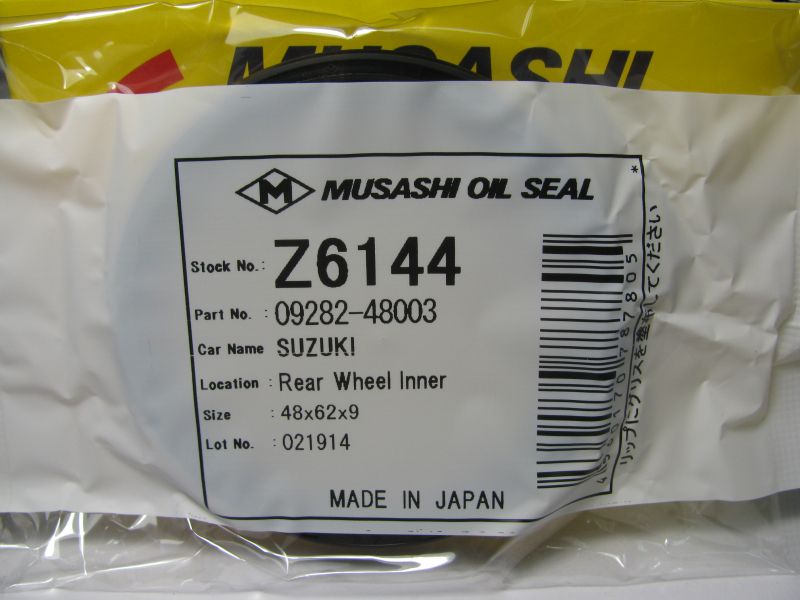 MUSASHI
M MUSASHI OIL SEAL
*
Stock No.: Z6144
Part No. : 09282-48003
Car Name SUZUKI
Location : Rear Wheel Inner
Size : 48x62x9
Lot No. : 021914
MADE IN JAPAN
リップにグリスを塗布してください